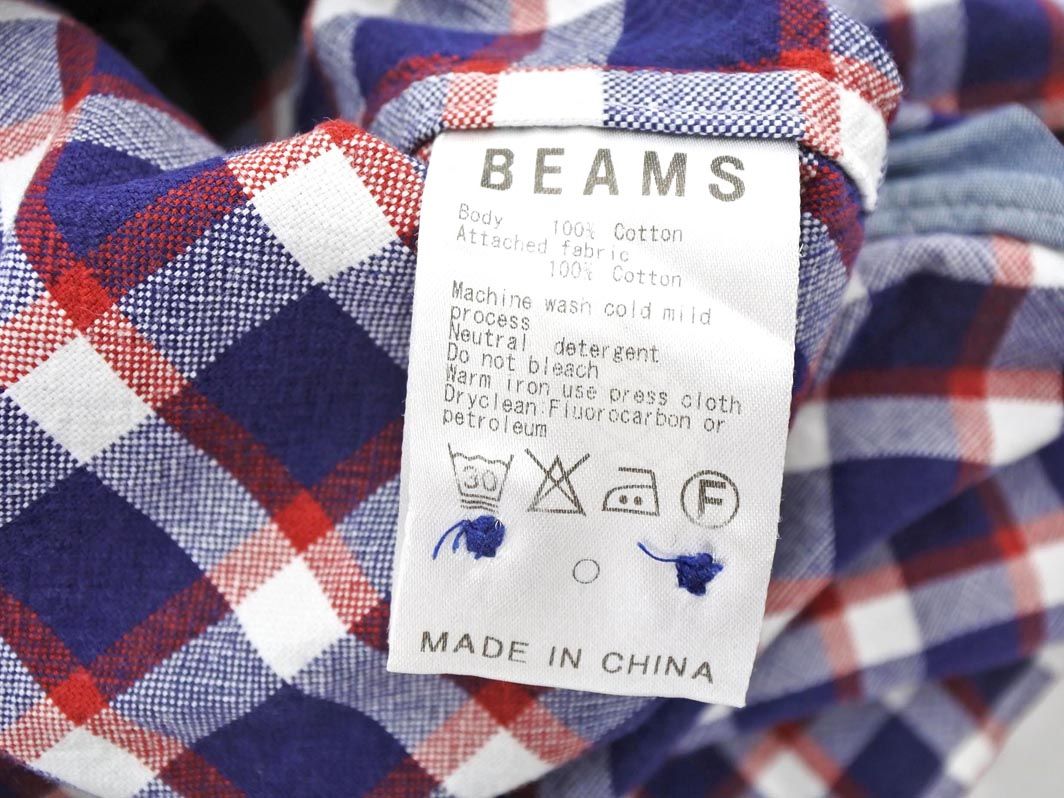 BEAMS
Body 100% Cotton
Attached fabric
100% Cotton
Machine wash cold mild
process
Neutral detergent
Do not bleach
Warm iron use press cloth
Dryclean:Fluorocarbon or
petroleum
30 F
MADE IN CHINA